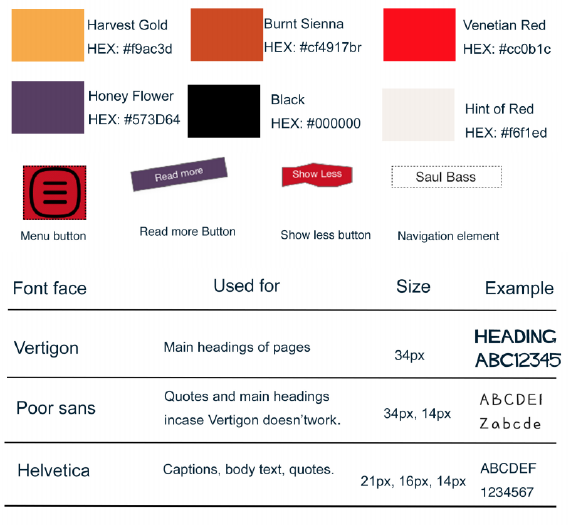 Harvest Gold
HEX: #f9ac3d
Burnt Sienna
HEX: #cf4917br
Venetian Red
HEX: #cc0b1c
Honey Flower
HEX: #573D64
Black
HEX: #000000
Hint of Red
HEX: #f6f1ed
Read more
Show Less
Saul Bass
Menu button
Read more Button
Show less button
Navigation element
Font face
Used for
Size
Example
Vertigon
Main headings of pages
34px
HEADING
ABC12345
Poor sans
Quotes and main headings
incase Vertigon doesn'twork.
34px, 14px
ABCDEI
Zabcde
Helvetica
Captions, body text, quotes.
21px, 16px, 14px
ABCDEF
1234567